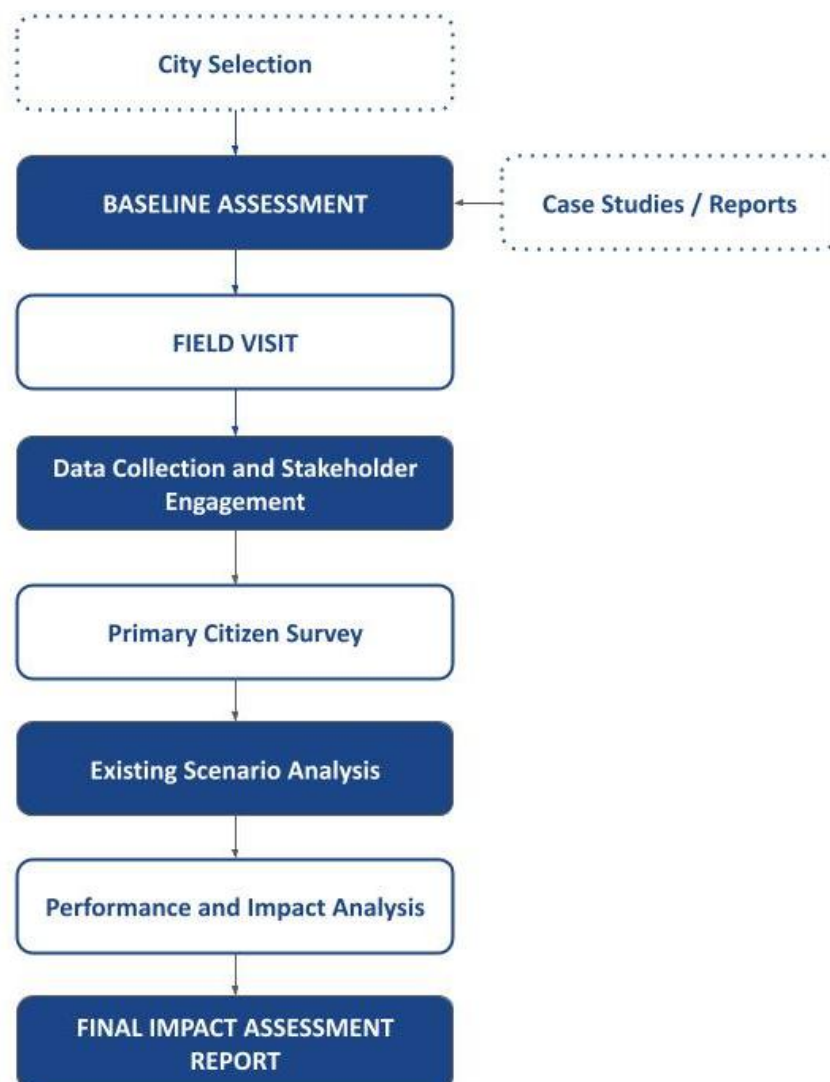 City Selection
BASELINE ASSESSMENT
Case Studies / Reports
FIELD VISIT
Data Collection and Stakeholder
Engagement
Primary Citizen Survey
Existing Scenario Analysis
Performance and Impact Analysis
FINAL IMPACT ASSESSMENT
REPORT